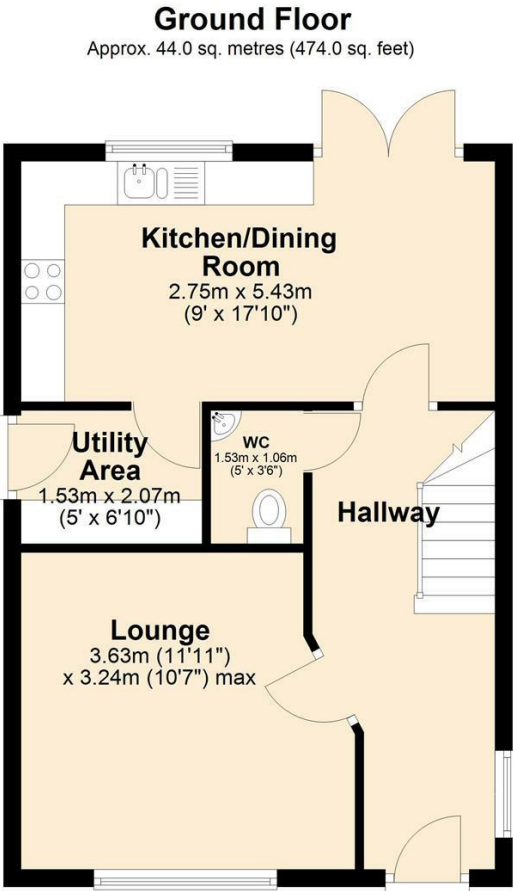 Ground Floor
Approx. 44.0 sq. metres (474.0 sq. feet)
Kitchen/Dining
Room
2.75m x 5.43m
(9' x 17'10")
Utility
Area
1.53m x 2.07m
(5' x 6'10")
WC
1.53m x 1.06m
(5' x 3'6")
Hallway
Lounge
3.63m (11'11")
x 3.24m (10'7") max